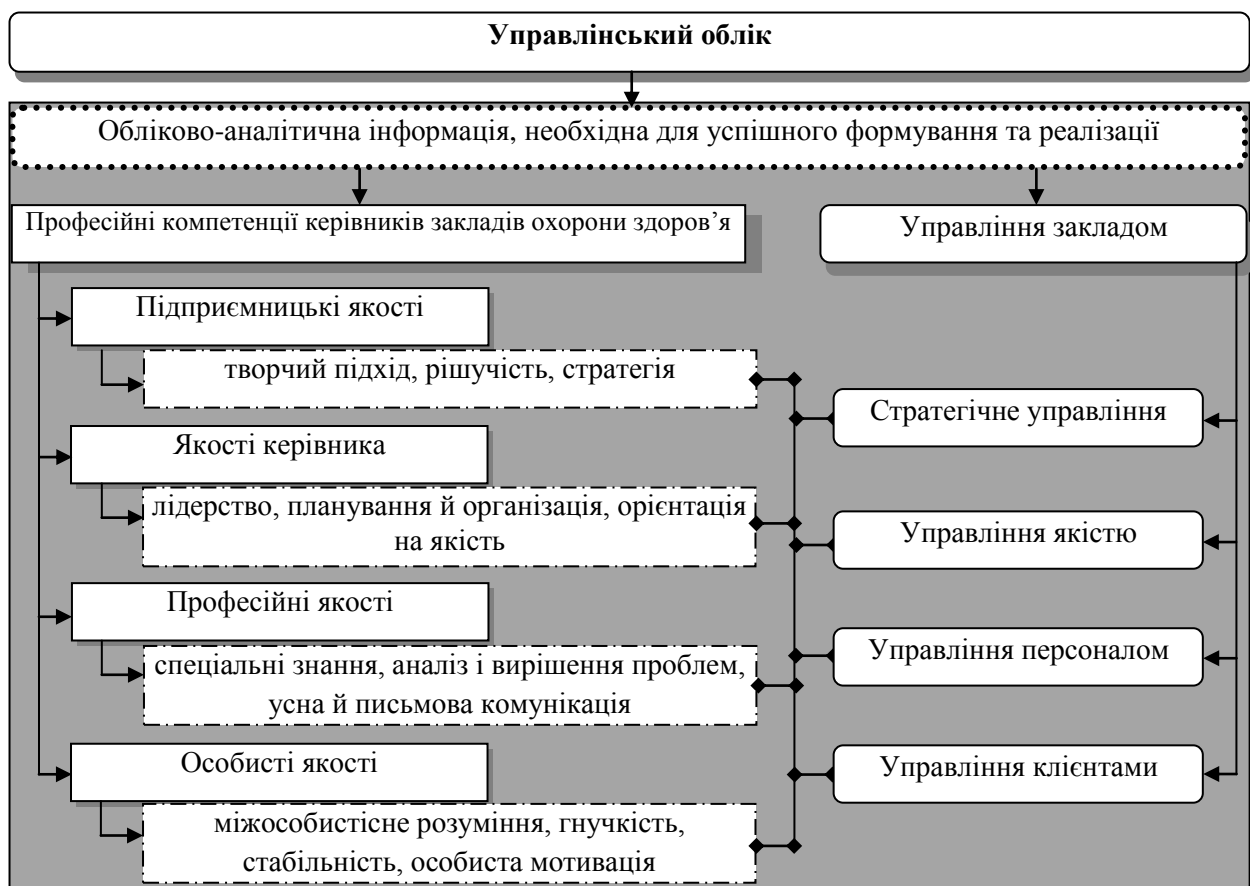 Управлінський облік
Обліково-аналітична інформація, необхідна для успішного формування та реалізації
Професійні компетенції керівників закладів охорони здоров’я
Управління закладом
Підприємницькі якості
творчий підхід, рішучість, стратегія
Стратегічне управління
Якості керівника
лідерство, планування й організація, орієнтація
на якість
Управління якістю
Професійні якості
спеціальні знання, аналіз і вирішення проблем,
усна й письмова комунікація
Управління персоналом
Особисті якості
міжособистісне розуміння, гнучкість,
стабільність, особиста мотивація
Управління клієнтами